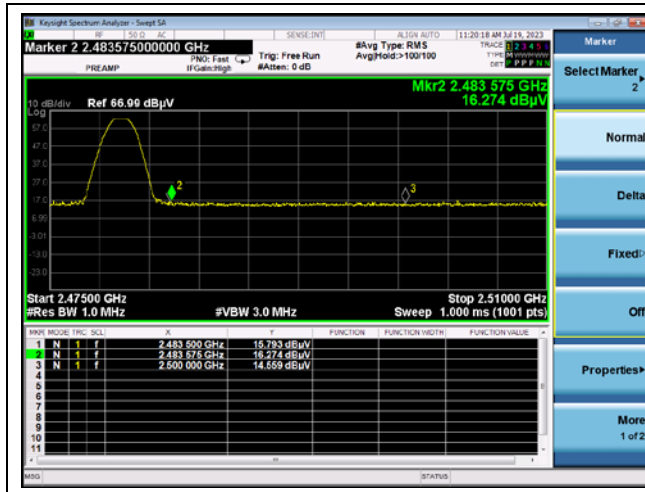 Keysight Spectrum Analyzer - Swept SA
RF 50 Ω AC SENSE:INT ALIGN AUTO 11:20:18 AM Jul 19, 2023
Marker 2 2.483575000000 GHz
PREAMP
PNO: Fast
IFGain:High
Trig: Free Run
#Atten: 0 dB
#Avg Type: RMS
Avg|Hold:>100/100
TRACE 1 2 3 4 5 6
TYPE
DET P P P P N N
Mkr2 2.483 575 GHz
16.274 dBµV
10 dB/div Ref 66.99 dBµV
Log
57.0
47.0
37.0
27.0
17.0
6.99
-3.01
-13.0
-23.0
2
3
Start 2.47500 GHz Stop 2.51000 GHz
#Res BW 1.0 MHz #VBW 3.0 MHz Sweep 1.000 ms (1001 pts)
MKR MODE TRC SCL X Y FUNCTION FUNCTION WIDTH FUNCTION VALUE
1 N 1 f 2.483 500 GHz 15.793 dBµV
2 N 1 f 2.483 575 GHz 16.274 dBµV
3 N 1 f 2.500 000 GHz 14.559 dBµV
4
5
6
7
8
9
10
11
MSG STATUS
Marker
Select Marker
2
Normal
Delta
Fixed
Off
Properties
More
1 of 2